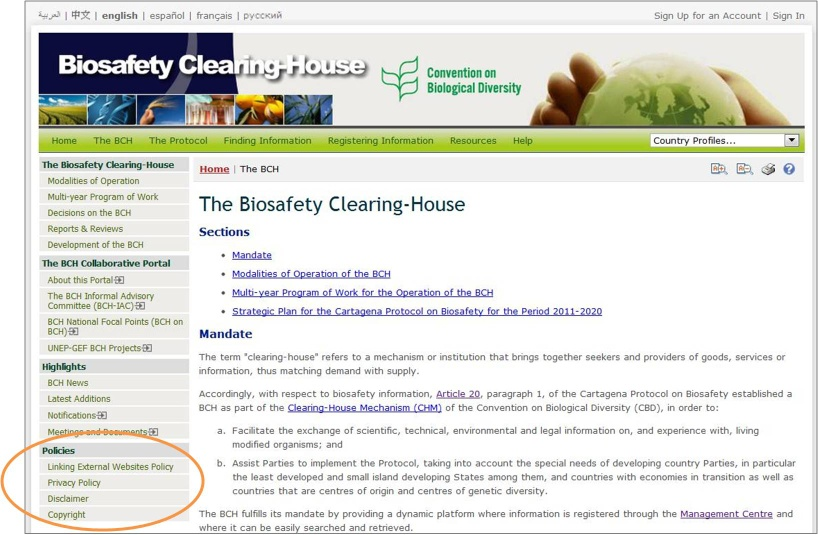 العربية | 中文 | english | español | français | русский
Sign Up for an Account | Sign In
Biosafety Clearing-House
Convention on
Biological Diversity
Home The BCH The Protocol Finding Information Registering Information Resources Help
Country Profiles...
The Biosafety Clearing-House
Modalities of Operation
Multi-year Program of Work
Decisions on the BCH
Reports & Reviews
Development of the BCH
The BCH Collaborative Portal
About this Portal
The BCH Informal Advisory
Committee (BCH-IAC)
BCH National Focal Points (BCH on
BCH)
UNEP-GEF BCH Projects
Highlights
BCH News
Latest Additions
Notifications
Meetings and Documents
Policies
Linking External Websites Policy
Privacy Policy
Disclaimer
Copyright
Home | The BCH
The Biosafety Clearing-House
Sections
• Mandate
• Modalities of Operation of the BCH
• Multi-year Program of Work for the Operation of the BCH
• Strategic Plan for the Cartagena Protocol on Biosafety for the Period 2011-2020
Mandate
The term "clearing-house" refers to a mechanism or institution that brings together seekers and providers of goods, services or
information, thus matching demand with supply.
Accordingly, with respect to biosafety information, Article 20, paragraph 1, of the Cartagena Protocol on Biosafety established a
BCH as part of the Clearing-House Mechanism (CHM) of the Convention on Biological Diversity (CBD), in order to:
a. Facilitate the exchange of scientific, technical, environmental and legal information on, and experience with, living
modified organisms; and
b. Assist Parties to implement the Protocol, taking into account the special needs of developing country Parties, in particular
the least developed and small island developing States among them, and countries with economies in transition as well as
countries that are centres of origin and centres of genetic diversity.
The BCH fulfills its mandate by providing a dynamic platform where information is registered through the Management Centre and
where it can be easily searched and retrieved.